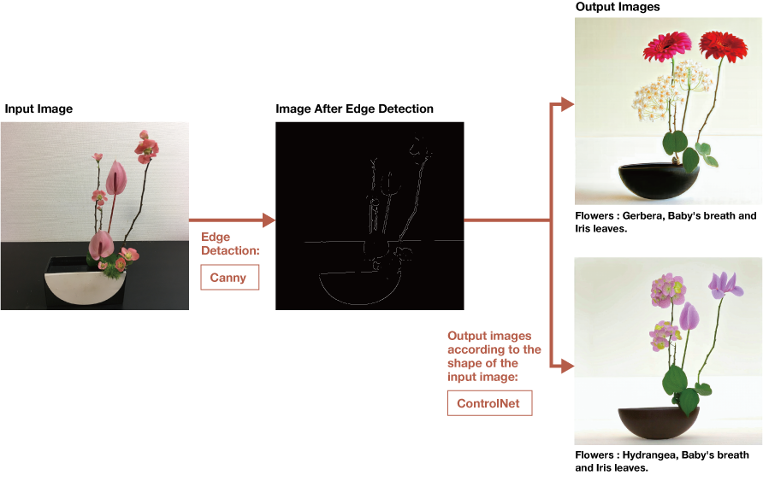 Input Image
Edge
Detaction:
Canny
Image After Edge Detection
Output images
according to the
shape of the
input image:
ControlNet
Output Images
Flowers : Gerbera, Baby's breath and
Iris leaves.
Flowers : Hydrangea, Baby's breath
and Iris leaves.